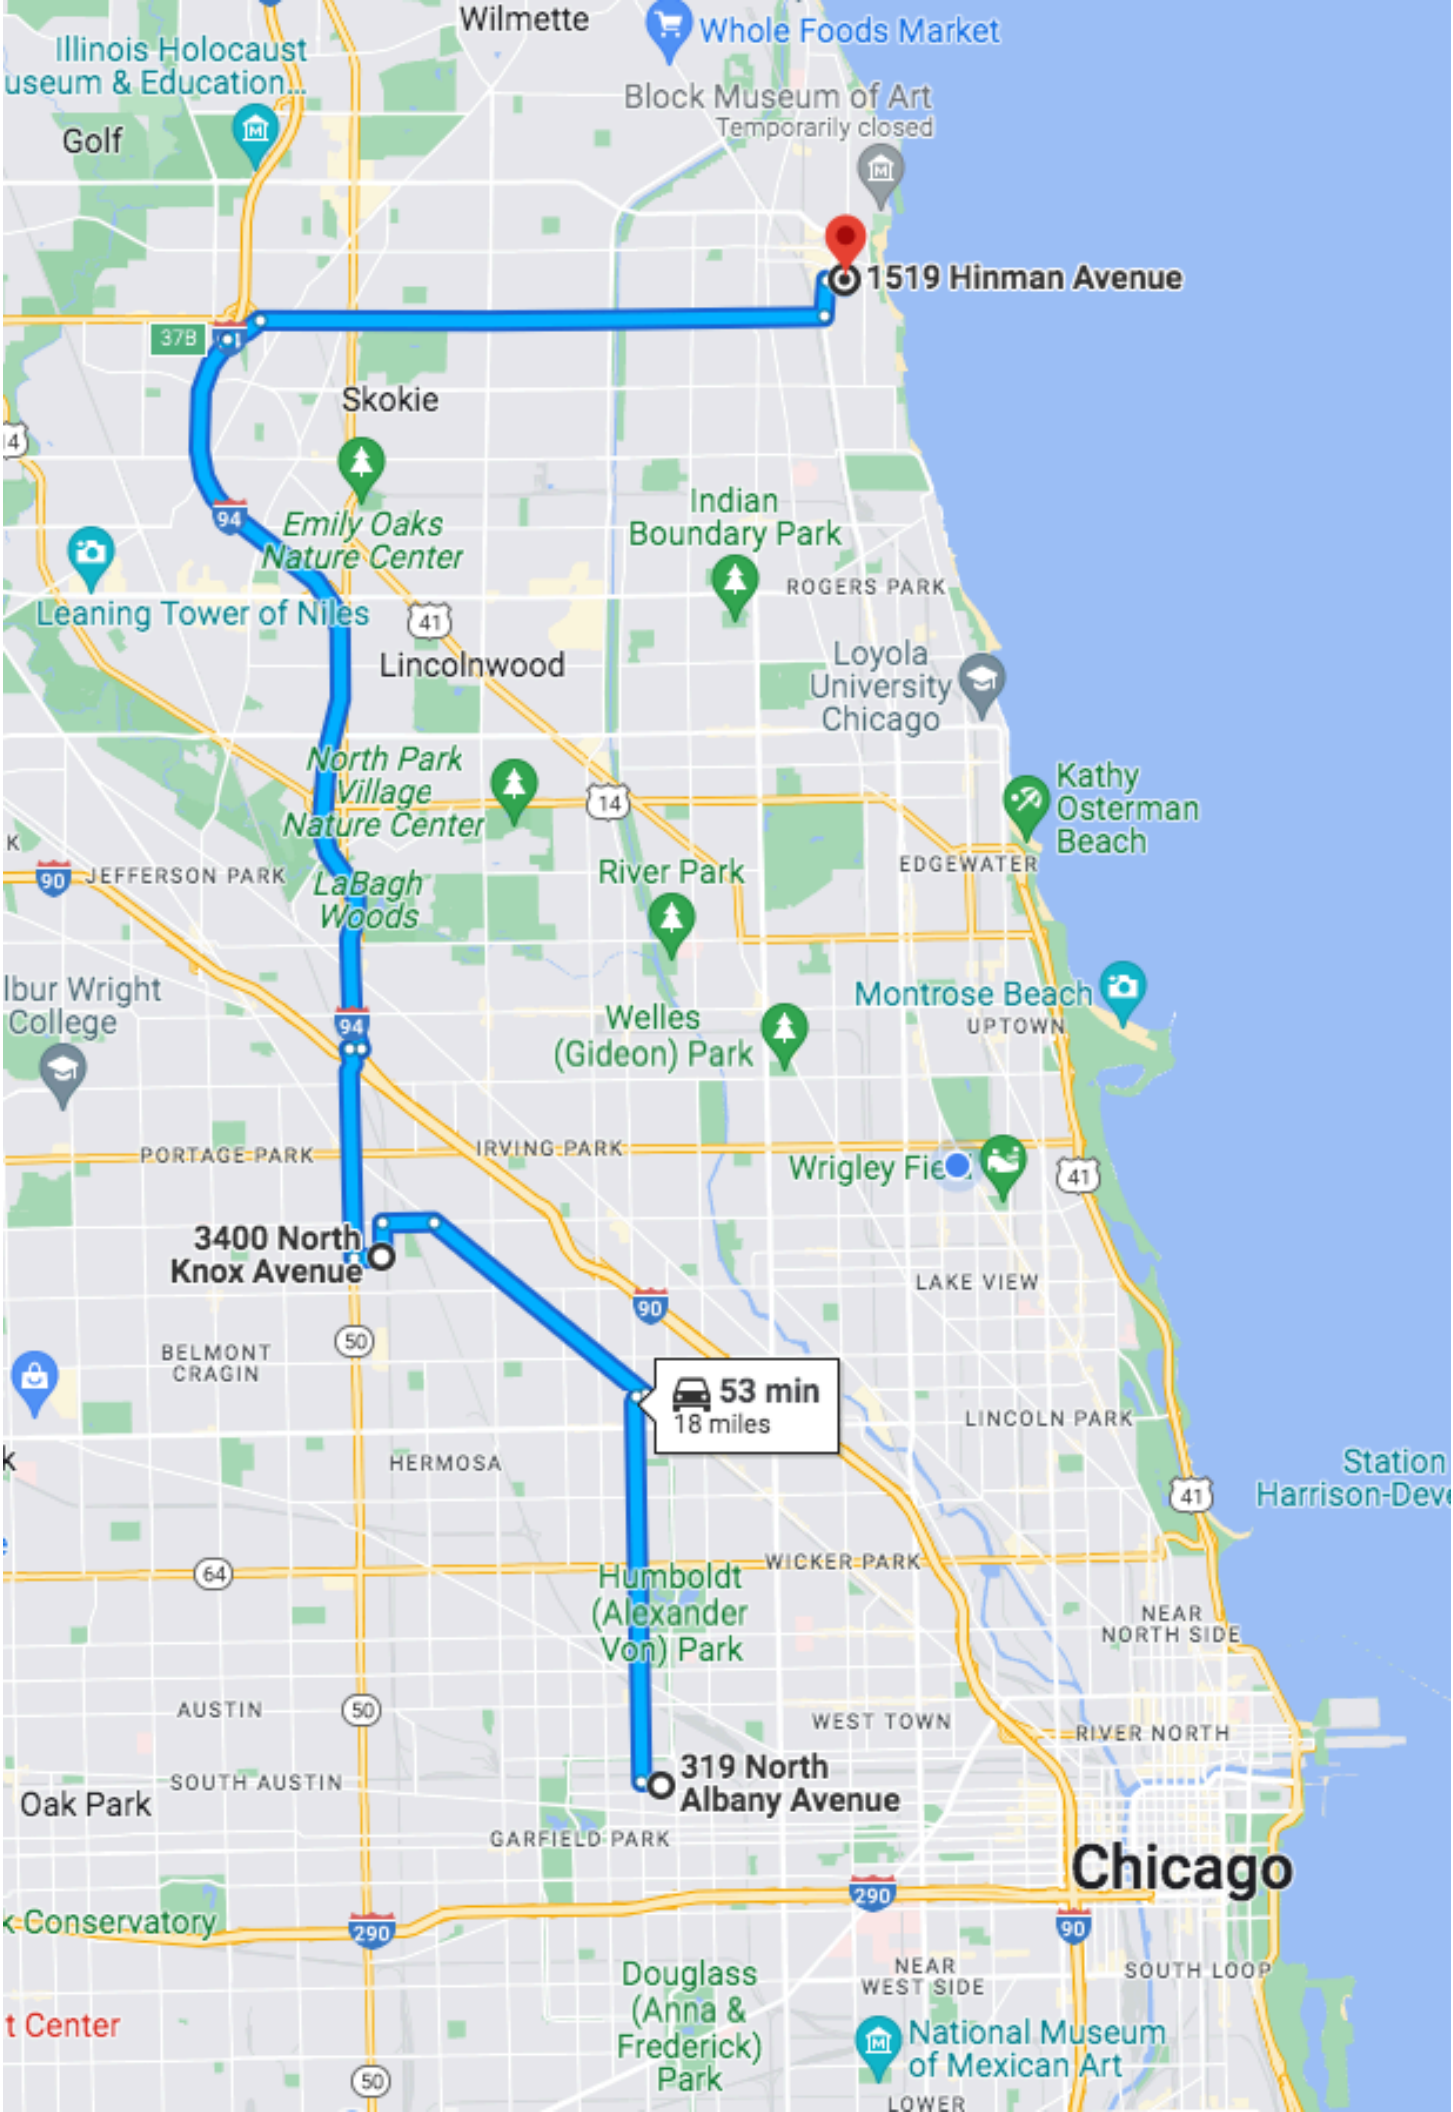 Wilmette
Whole Foods Market
Illinois Holocaust
useum & Education...
Block Museum of Art
Temporarily closed
Golf
1519 Hinman Avenue
37B
Skokie
14
94
Emily Oaks
Nature Center
Indian
Boundary Park
ROGERS PARK
Leaning Tower of Niles
41
Lincolnwood
Loyola
University
Chicago
North Park
Village
Nature Center
14
Kathy
Osterman
Beach
K
90
JEFFERSON PARK
LaBagh
Woods
River Park
EDGEWATER
lbur Wright
College
94
Welles
(Gideon) Park
Montrose Beach
UPTOWN
PORTAGE PARK
IRVING PARK
Wrigley Fie
41
3400 North
Knox Avenue
LAKE VIEW
90
50
BELMONT
CRAGIN
53 min
18 miles
LINCOLN PARK
k
HERMOSA
Station
Harrison-Deve
41
64
Humboldt
(Alexander
Von) Park
WICKER PARK
NEAR
NORTH SIDE
AUSTIN
50
WEST TOWN
RIVER NORTH
SOUTH AUSTIN
319 North
Albany Avenue
Oak Park
GARFIELD PARK
Chicago
290
k Conservatory
290
90
Douglass
(Anna &
Frederick)
Park
NEAR
WEST SIDE
SOUTH LOOP
t Center
National Museum
of Mexican Art
50
LOWER